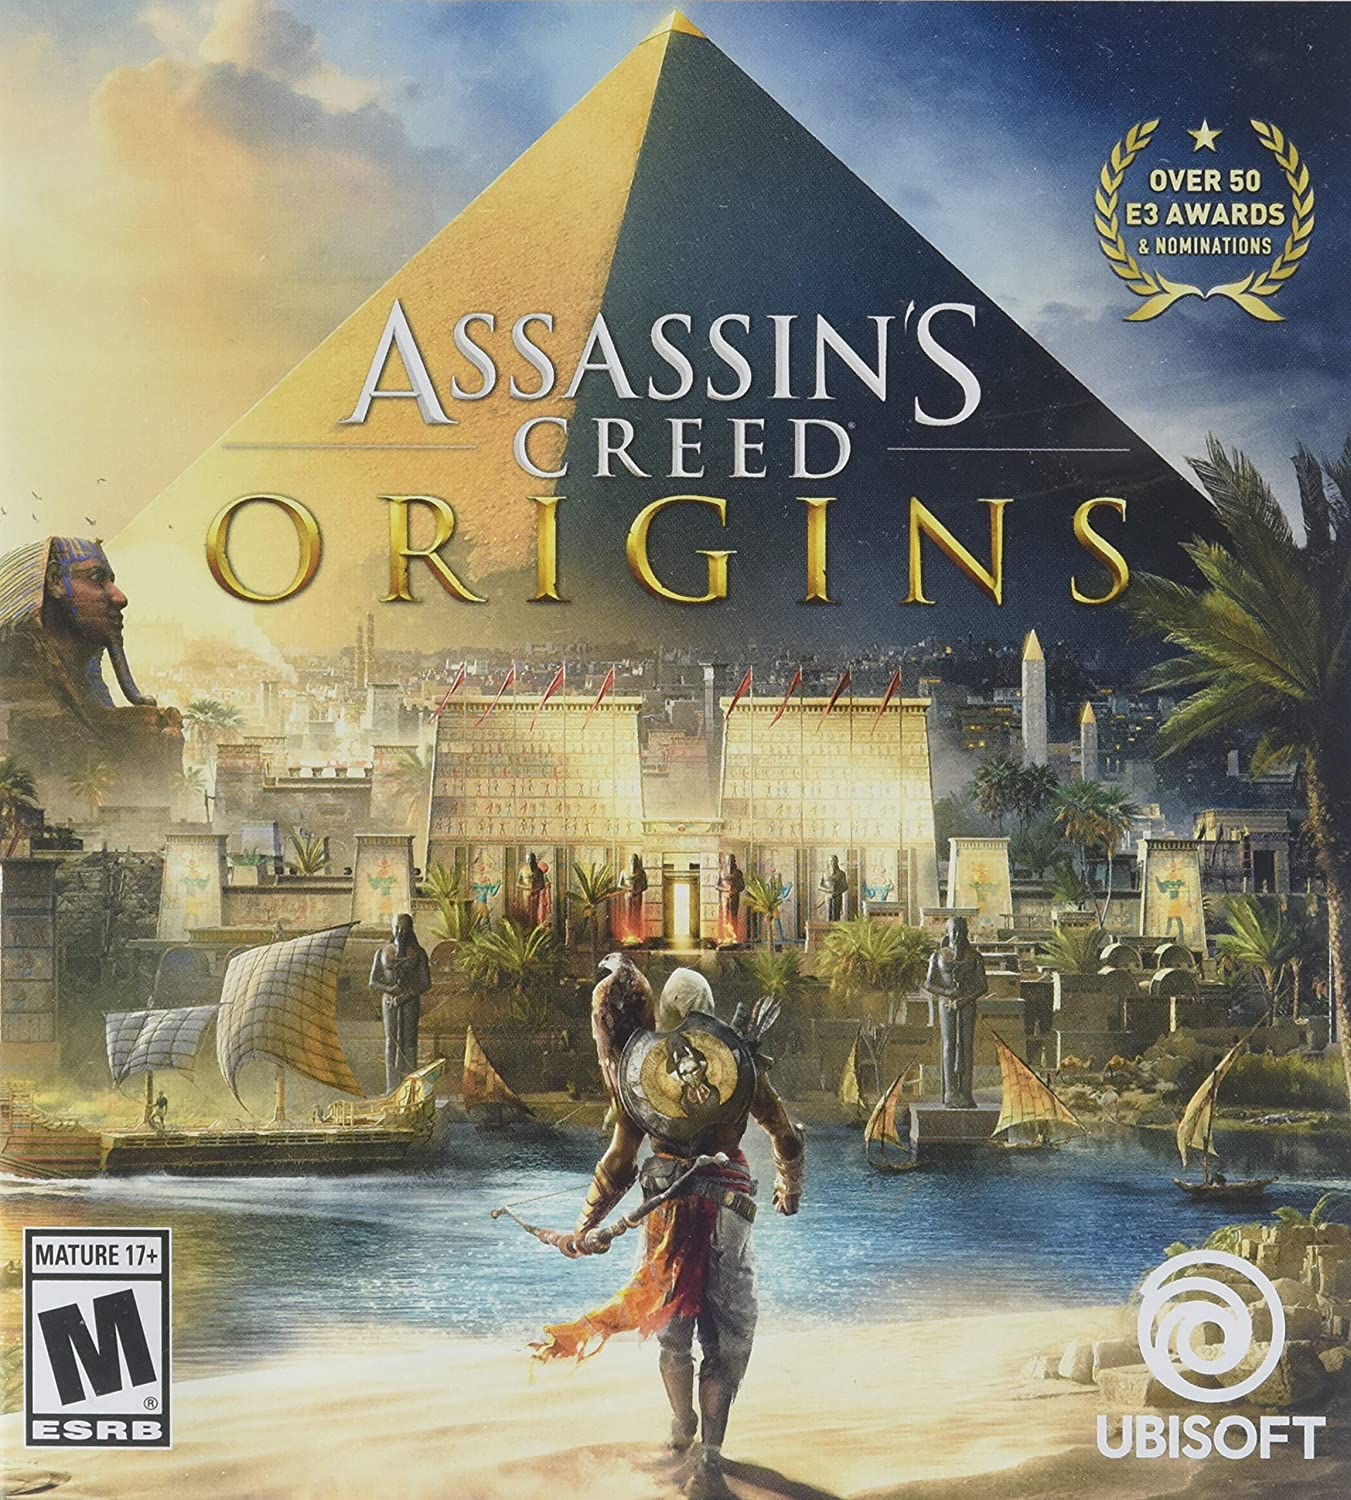 OVER 50
E3 AWARDS
& NOMINATIONS
ASSASSIN'S
CREED®
ORIGINS
MATURE 17+
M
®
ESRB
UBISOFT